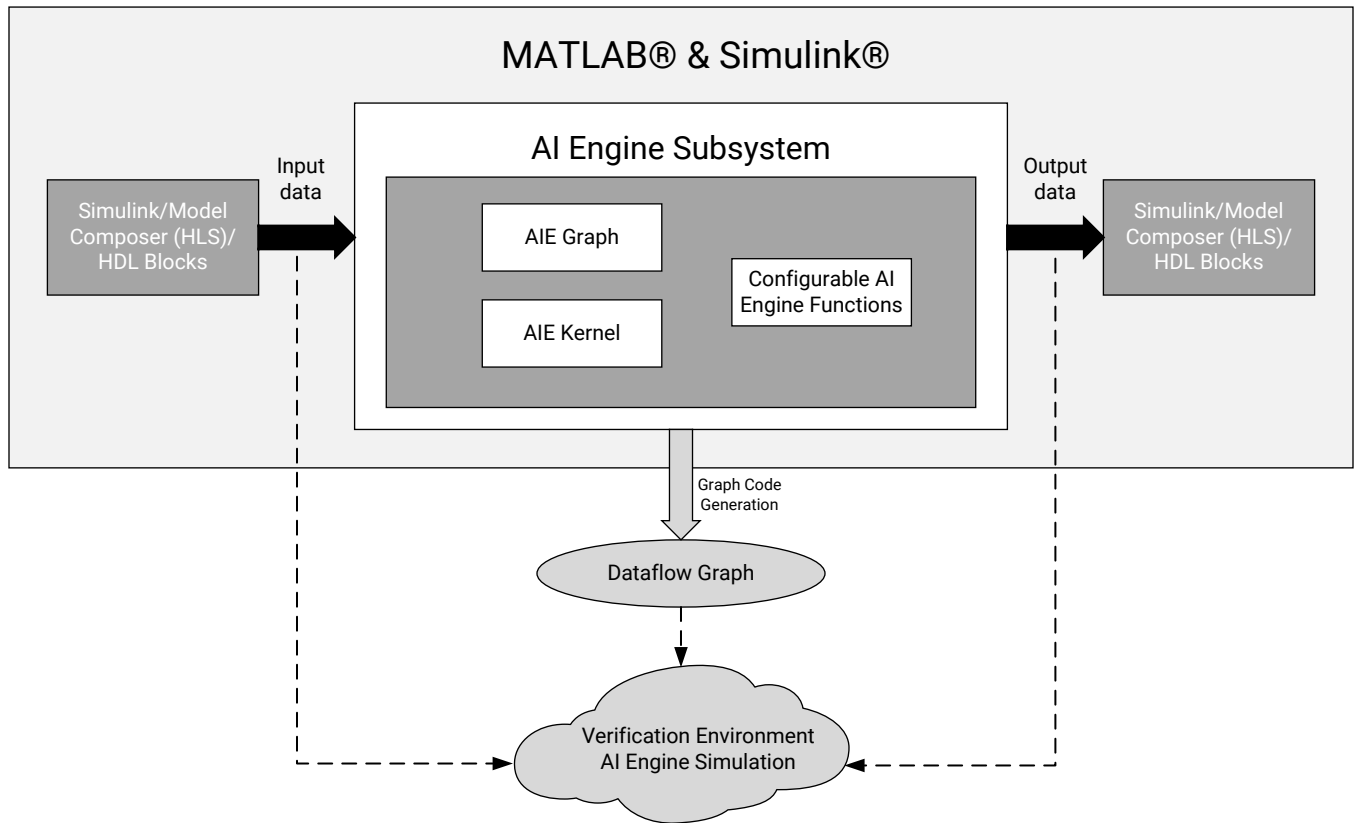 MATLAB® & Simulink®
AI Engine Subsystem
Input
data
Output
data
Simulink/Model
Composer (HLS)/
HDL Blocks
AIE Graph
AIE Kernel
Configurable AI
Engine Functions
Simulink/Model
Composer (HLS)/
HDL Blocks
Graph Code
Generation
Dataflow Graph
Verification Environment
AI Engine Simulation